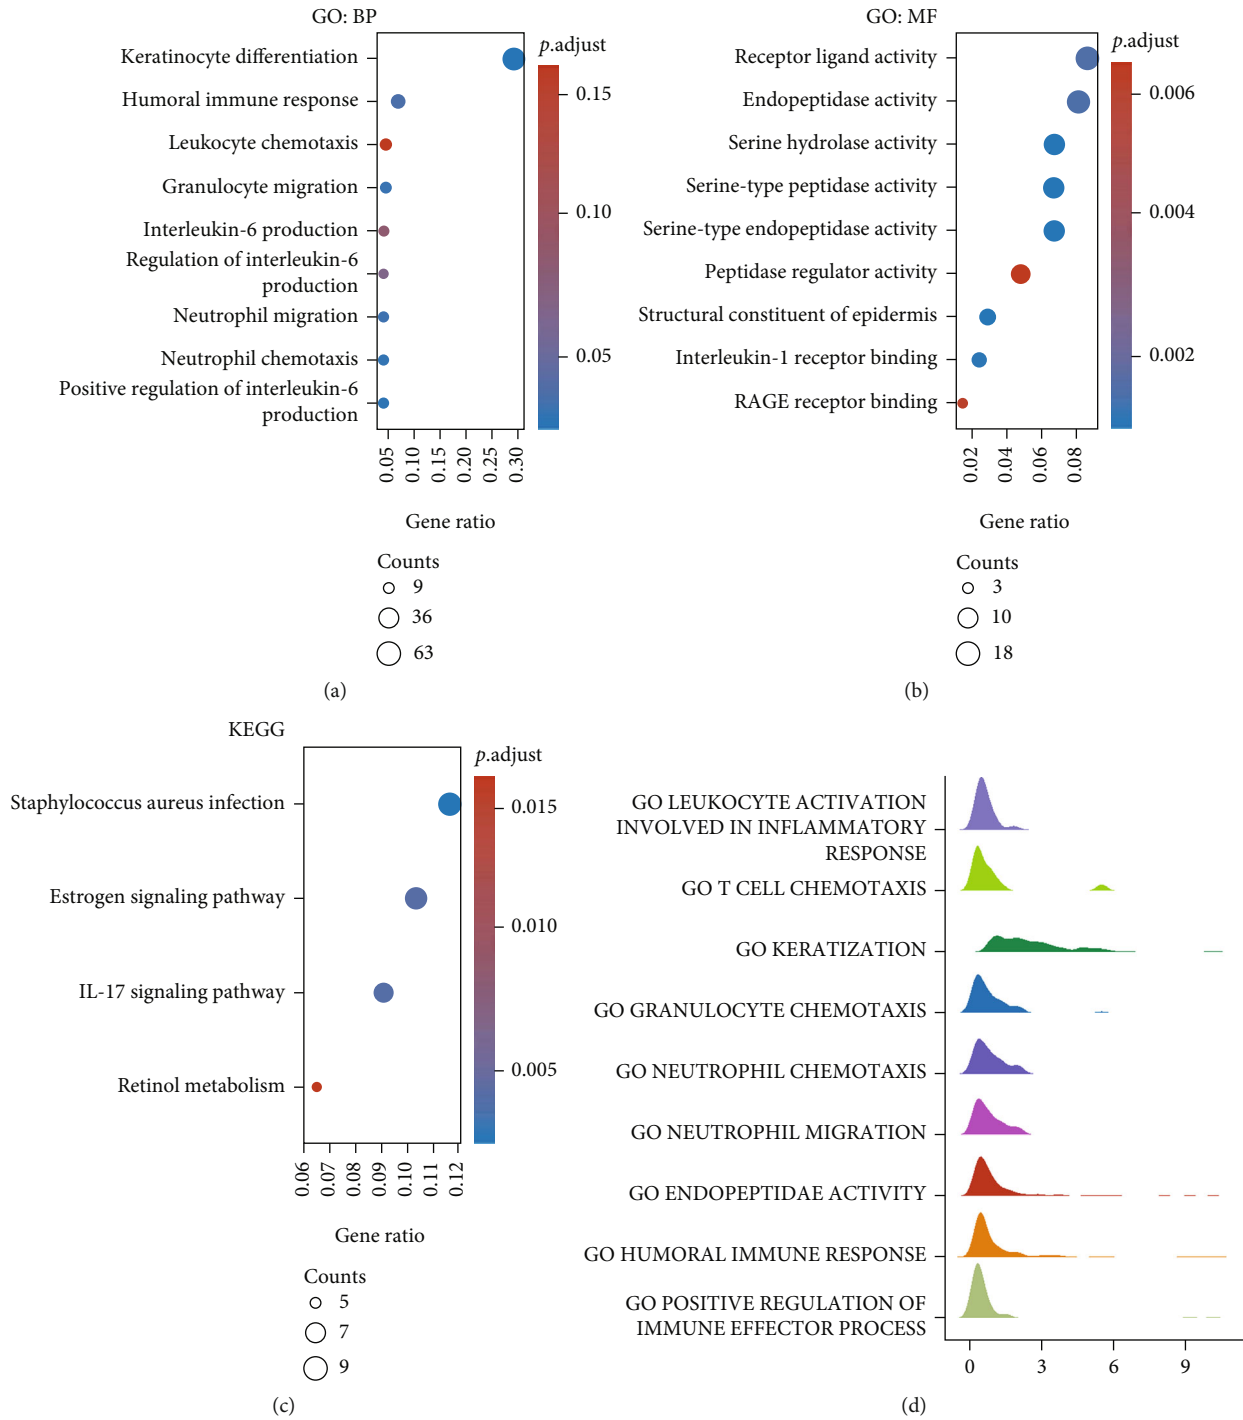 GO: BP
Keratinocyte differentiation
Humoral immune response
Leukocyte chemotaxis
Granulocyte migration
Interleukin-6 production
Regulation of interleukin-6
production
Neutrophil migration
Neutrophil chemotaxis
Positive regulation of interleukin-6
production
0.05
0.10
0.15
0.20
0.25
0.30
Gene ratio
p.adjust
0.15
0.10
0.05
Counts
9
36
63
(a)
GO: MF
Receptor ligand activity
Endopeptidase activity
Serine hydrolase activity
Serine-type peptidase activity
Serine-type endopeptidase activity
Peptidase regulator activity
Structural constituent of epidermis
Interleukin-1 receptor binding
RAGE receptor binding
0.02
0.04
0.06
0.08
Gene ratio
p.adjust
0.006
0.004
0.002
Counts
3
10
18
(b)
KEGG
Staphylococcus aureus infection
Estrogen signaling pathway
IL-17 signaling pathway
Retinol metabolism
0.06
0.07
0.08
0.09
0.10
0.11
0.12
Gene ratio
p.adjust
0.015
0.010
0.005
Counts
5
7
9
(c)
GO LEUKOCYTE ACTIVATION
INVOLVED IN INFLAMMATORY
RESPONSE
GO T CELL CHEMOTAXIS
GO KERATIZATION
GO GRANULOCYTE CHEMOTAXIS
GO NEUTROPHIL CHEMOTAXIS
GO NEUTROPHIL MIGRATION
GO ENDOPEPTIDAE ACTIVITY
GO HUMORAL IMMUNE RESPONSE
GO POSITIVE REGULATION OF
IMMUNE EFFECTOR PROCESS
0
3
6
9
(d)